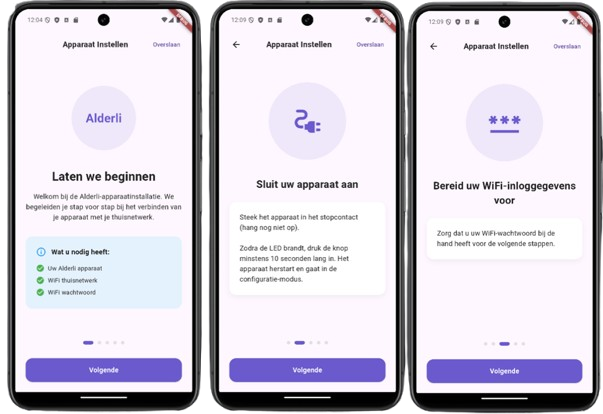 12:04
Apparaat Instellen
Overslaan
Alderli
Laten we beginnen
Welkom bij de Alderli-apparaatinstallatie. We
begeleiden je stap voor stap bij het verbinden van
je apparaat met je thuisnetwerk.
Wat u nodig heeft:
Uw Alderli apparaat
WiFi thuisnetwerk
WiFi wachtwoord
Volgende
12:09
Apparaat Instellen
Overslaan
Sluit uw apparaat aan
Steek het apparaat in het stopcontact
(hang nog niet op).
Zodra de LED brandt, druk de knop
minstens 10 seconden lang in. Het
apparaat herstart en gaat in de
configuratie-modus.
Volgende
12:09
Apparaat Instellen
Overslaan
***
Bereid uw WiFi-inloggegevens
voor
Zorg dat u uw WiFi-wachtwoord bij de
hand heeft voor de volgende stappen.
Volgende